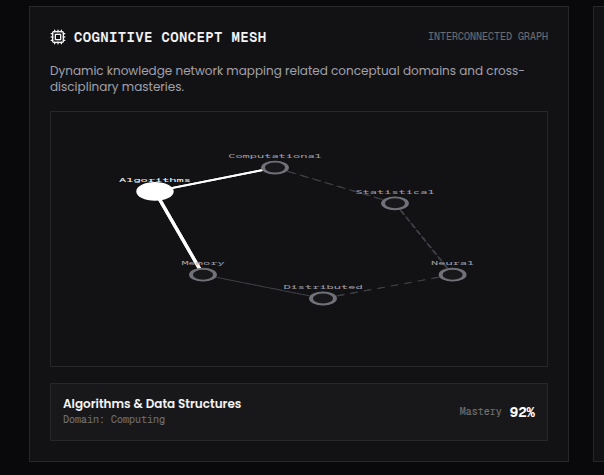 COGNITIVE CONCEPT MESH
INTERCONNECTED GRAPH
Dynamic knowledge network mapping related conceptual domains and cross-
disciplinary masteries.
Computational
Algorithms
Statistical
Memory
Neural
Distributed
Algorithms & Data Structures
Domain: Computing
Mastery 92%